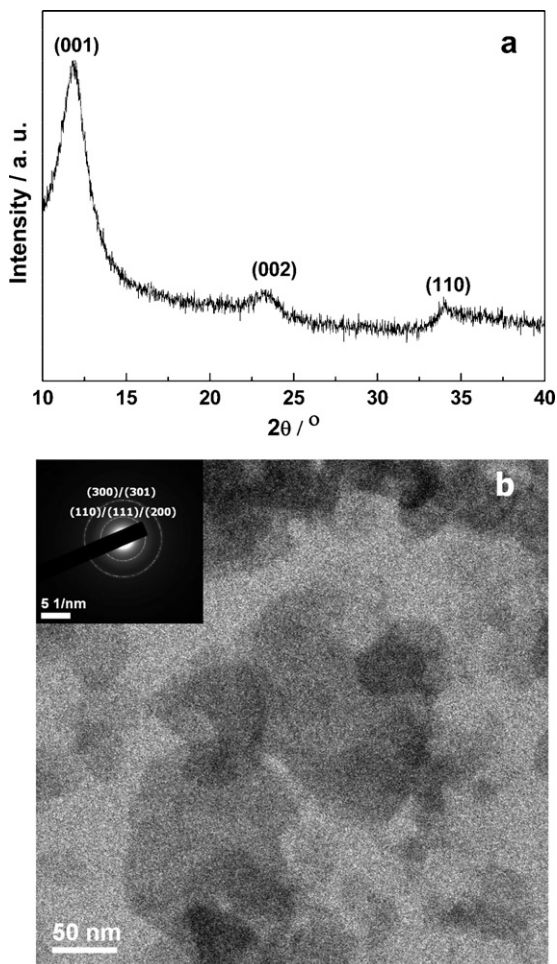 a
(001)
(002)
(110)
Intensity / a. u.
10 15 20 25 30 35 40
2θ / °
b
(300)/(301)
(110)/(111)/(200)
5 1/nm
50 nm